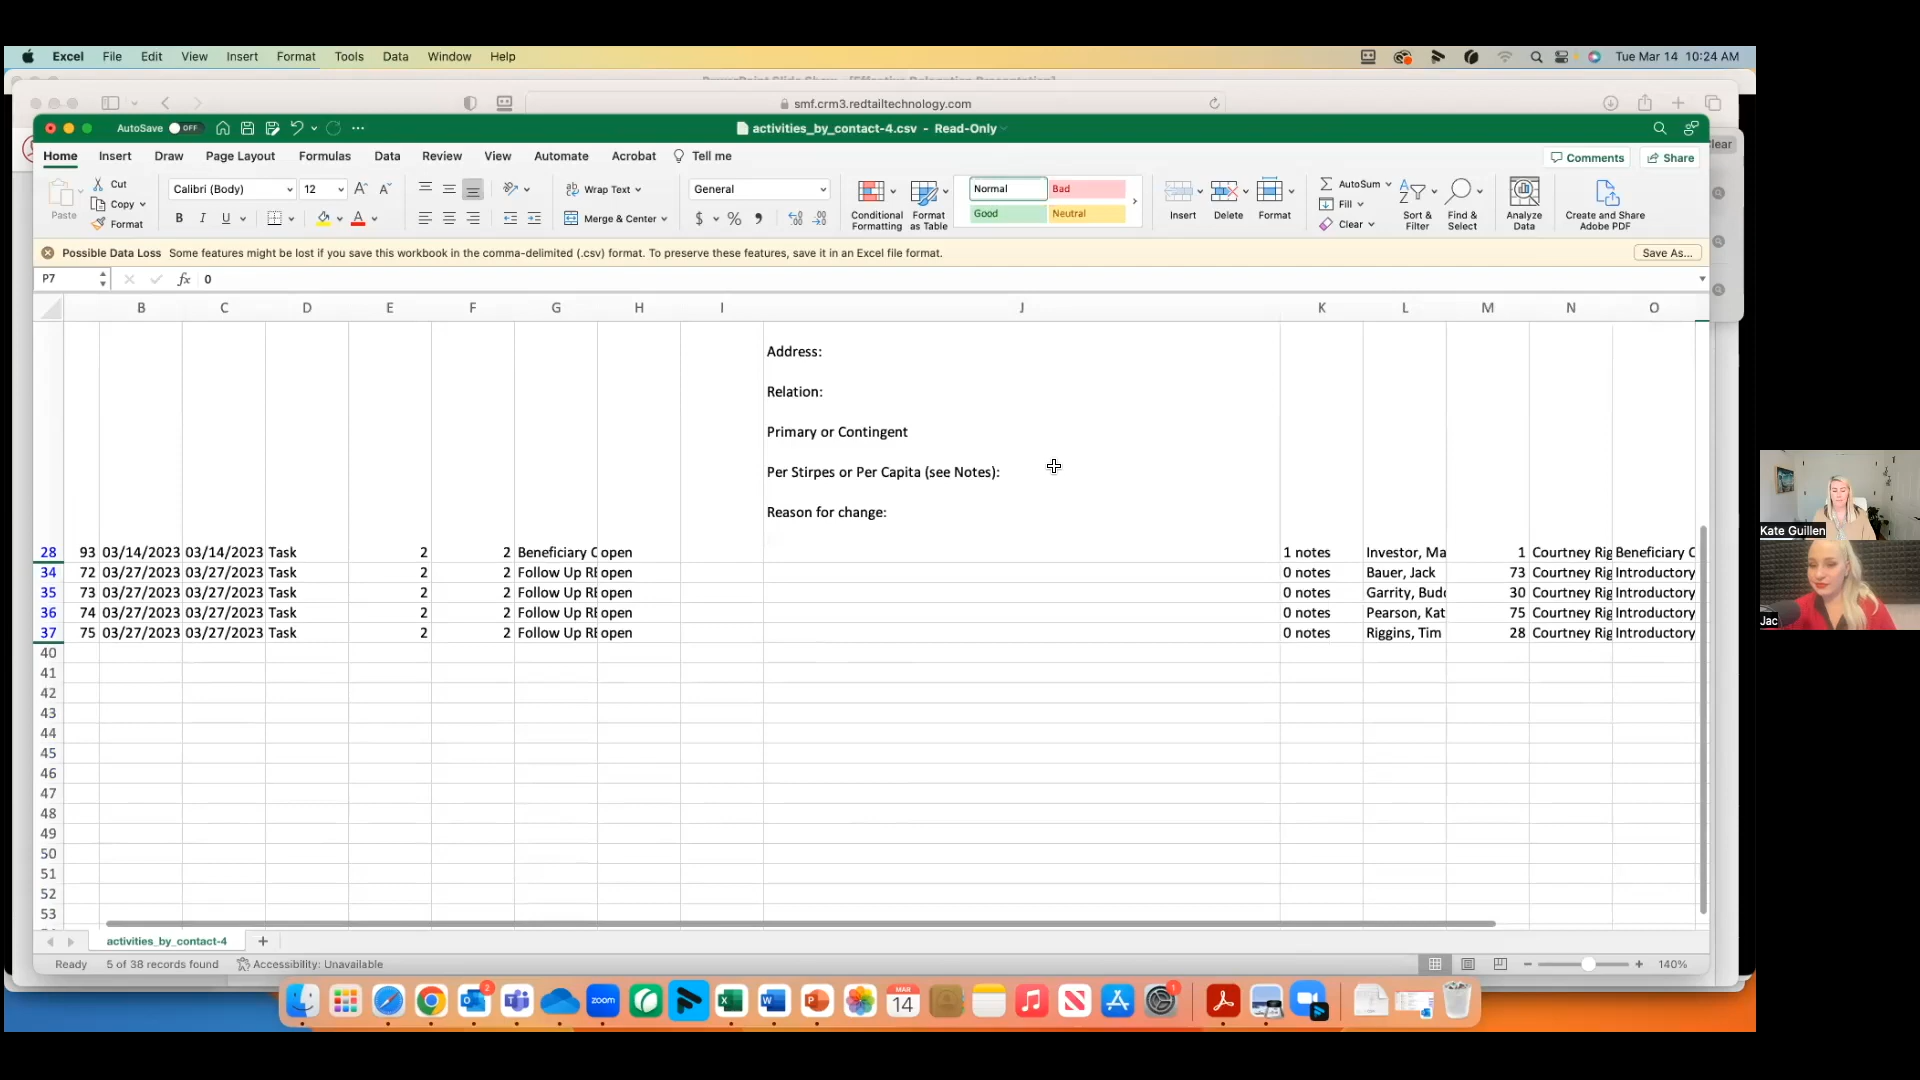 Excel File Edit View Insert Format Tools Data Window Help Tue Mar 14 10:24 AM
smf.crm3.redtailtechnology.com
AutoSave OFF activities_by_contact-4.csv - Read-Only
lear
Home Insert Draw Page Layout Formulas Data Review View Automate Acrobat Tell me Comments Share
Paste Cut Copy Format
Calibri (Body) 12
B I U
Wrap Text
Merge & Center
General
$ %
Conditional Formatting
Format as Table
Normal Bad
Good Neutral
Insert Delete Format
AutoSum
Fill
Clear
Sort & Filter
Find & Select
Analyze Data
Create and Share Adobe PDF
Possible Data Loss Some features might be lost if you save this workbook in the comma-delimited (.csv) format. To preserve these features, save it in an Excel file format. Save As...
P7 fx 0
B C D E F G H I J K L M N O
Address:
Relation:
Primary or Contingent
Per Stirpes or Per Capita (see Notes):
Reason for change:
28 93 03/14/2023 03/14/2023 Task 2 2 Beneficiary C open 1 notes Investor, Ma 1 Courtney Rig Beneficiary C
34 72 03/27/2023 03/27/2023 Task 2 2 Follow Up RE open 0 notes Bauer, Jack 73 Courtney Rig Introductory
35 73 03/27/2023 03/27/2023 Task 2 2 Follow Up RE open 0 notes Garrity, Budd 30 Courtney Rig Introductory
36 74 03/27/2023 03/27/2023 Task 2 2 Follow Up RE open 0 notes Pearson, Kat 75 Courtney Rig Introductory
37 75 03/27/2023 03/27/2023 Task 2 2 Follow Up RE open 0 notes Riggins, Tim 28 Courtney Rig Introductory
40
41
42
43
44
45
46
47
48
49
50
51
52
53
activities_by_contact-4
Ready 5 of 38 records found Accessibility: Unavailable 140%
2 zoom MAR 14 1
Kate Guillen
Jac